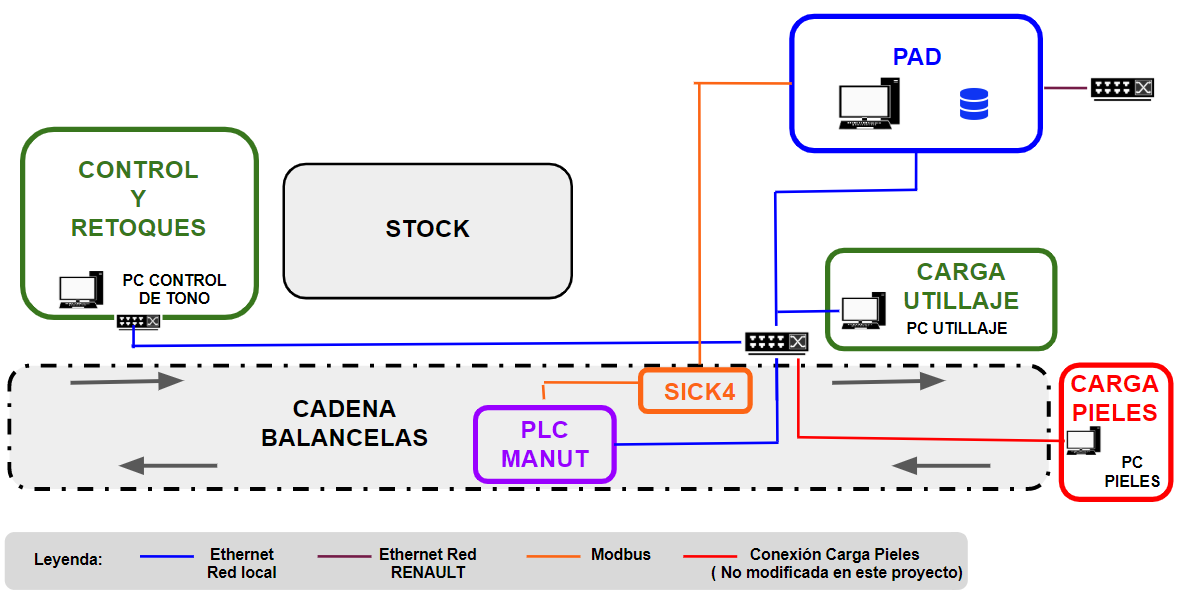 PAD
CONTROL
Y
RETOQUES
PC CONTROL
DE TONO
STOCK
CARGA
UTILLAJE
PC UTILLAJE
SICK4
CARGA
PIELES
PC
PIELES
CADENA
BALANCELAS
PLC
MANUT
Leyenda:
Ethernet
Red local
Ethernet Red
RENAULT
Modbus
Conexión Carga Pieles
( No modificada en este proyecto)